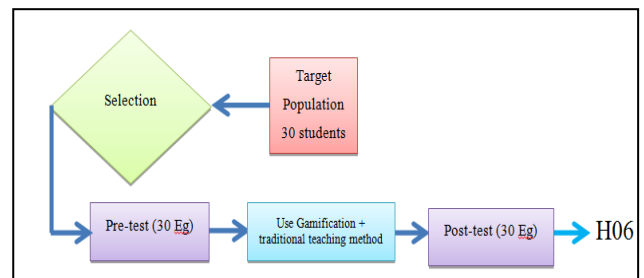 Target
Population
30 students
Selection
Pre-test (30 Eg)
Use Gamification +
traditional teaching method
Post-test (30 Eg)
H06